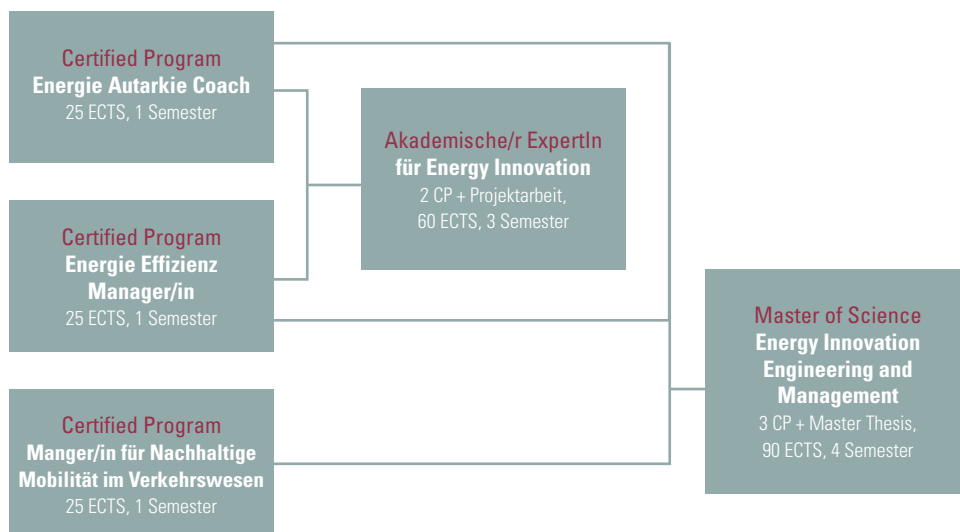 Certified Program
Energie Autarkie Coach
25 ECTS, 1 Semester
Akademische/r ExpertIn
für Energy Innovation
2 CP + Projektarbeit,
60 ECTS, 3 Semester
Certified Program
Energie Effizienz
Manager/in
25 ECTS, 1 Semester
Master of Science
Energy Innovation
Engineering and
Management
3 CP + Master Thesis,
90 ECTS, 4 Semester
Certified Program
Manger/in für Nachhaltige
Mobilität im Verkehrswesen
25 ECTS, 1 Semester